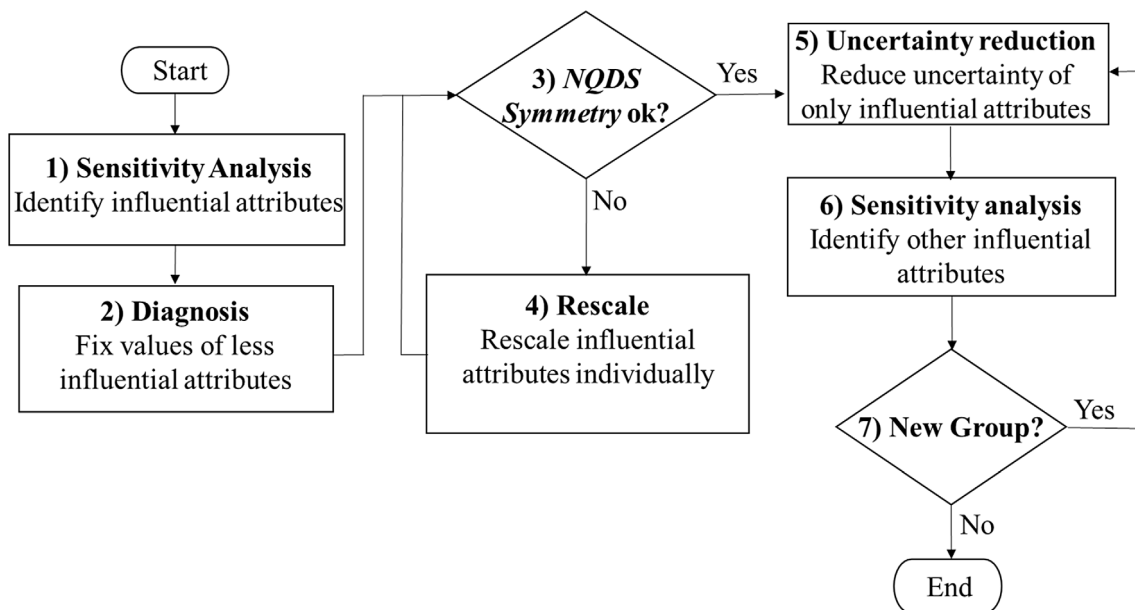 Start
1) Sensitivity Analysis
Identify influential attributes
2) Diagnosis
Fix values of less
influential attributes
3) NQDS
Symmetry ok?
Yes
No
4) Rescale
Rescale influential
attributes individually
5) Uncertainty reduction
Reduce uncertainty of
only influential attributes
6) Sensitivity analysis
Identify other influential
attributes
7) New Group?
Yes
No
End